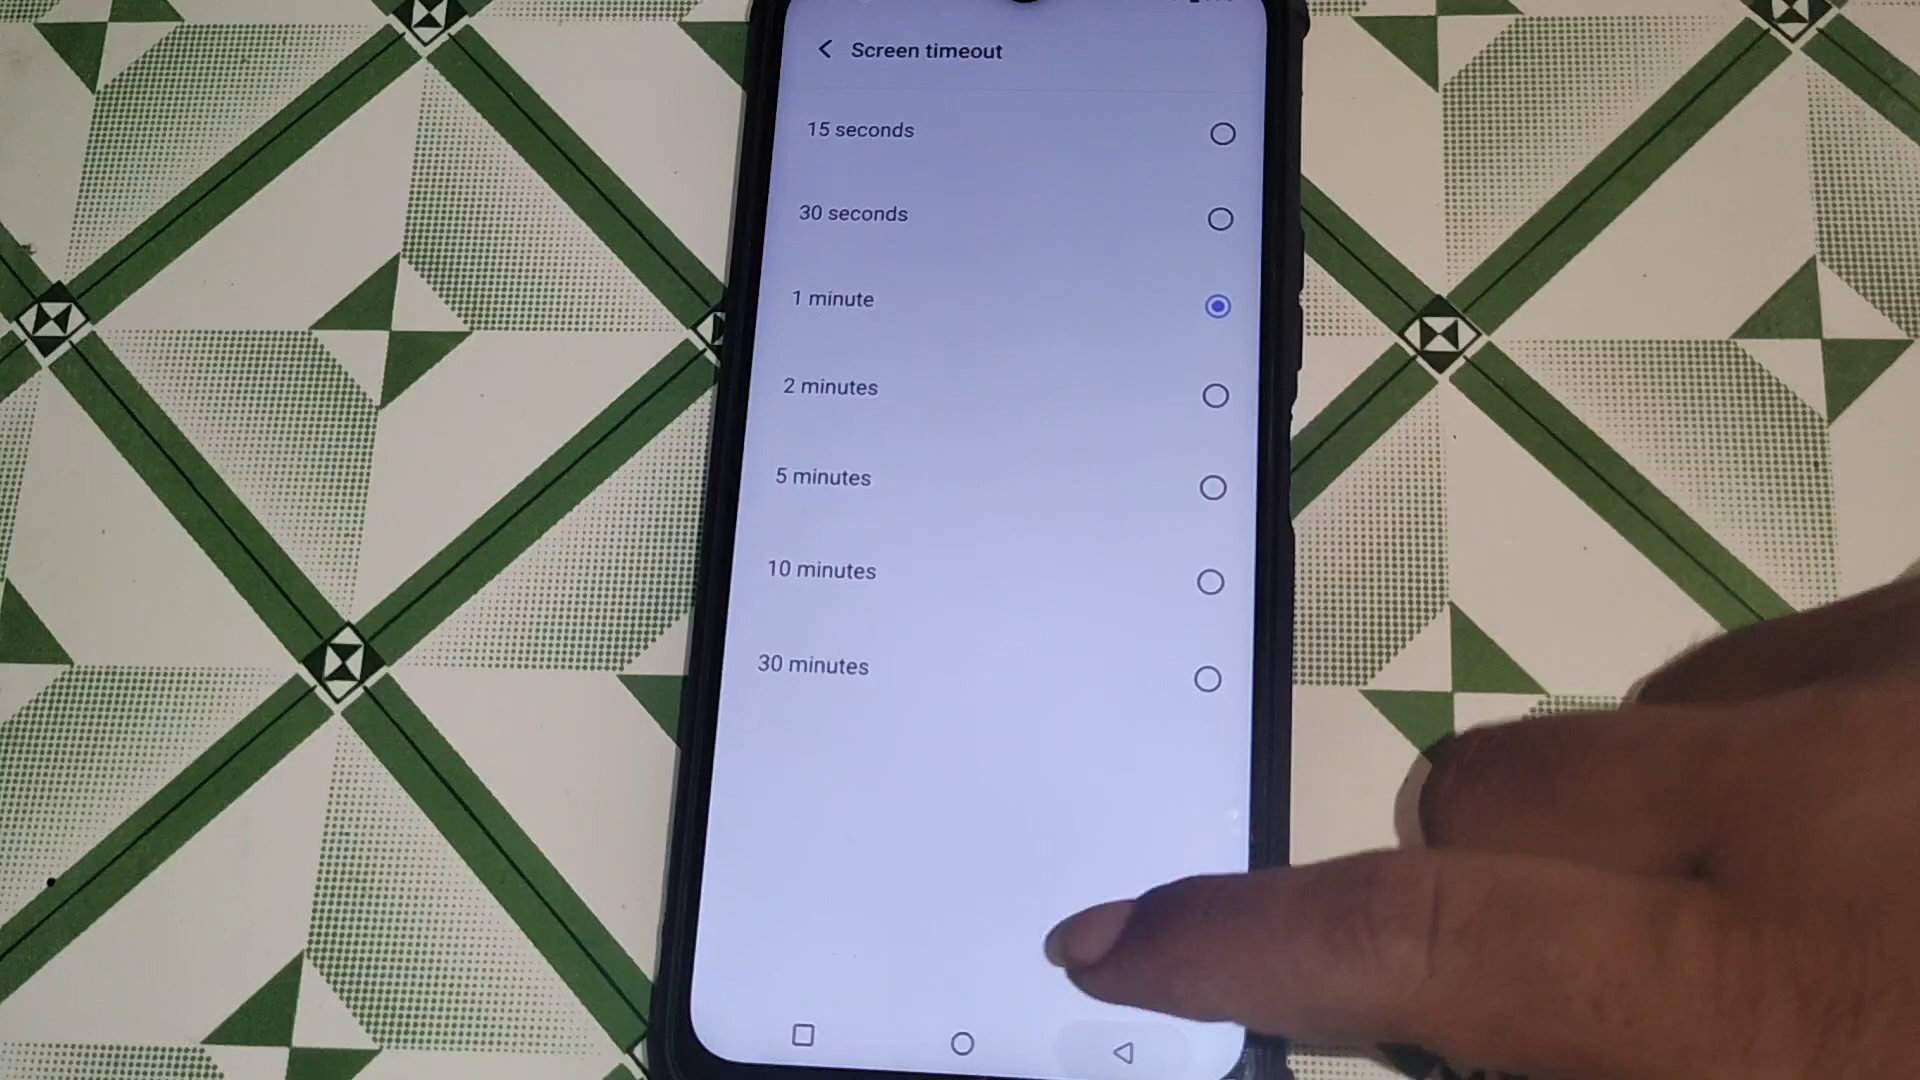 Screen timeout
15 seconds
30 seconds
1 minute
2 minutes
5 minutes
10 minutes
30 minutes